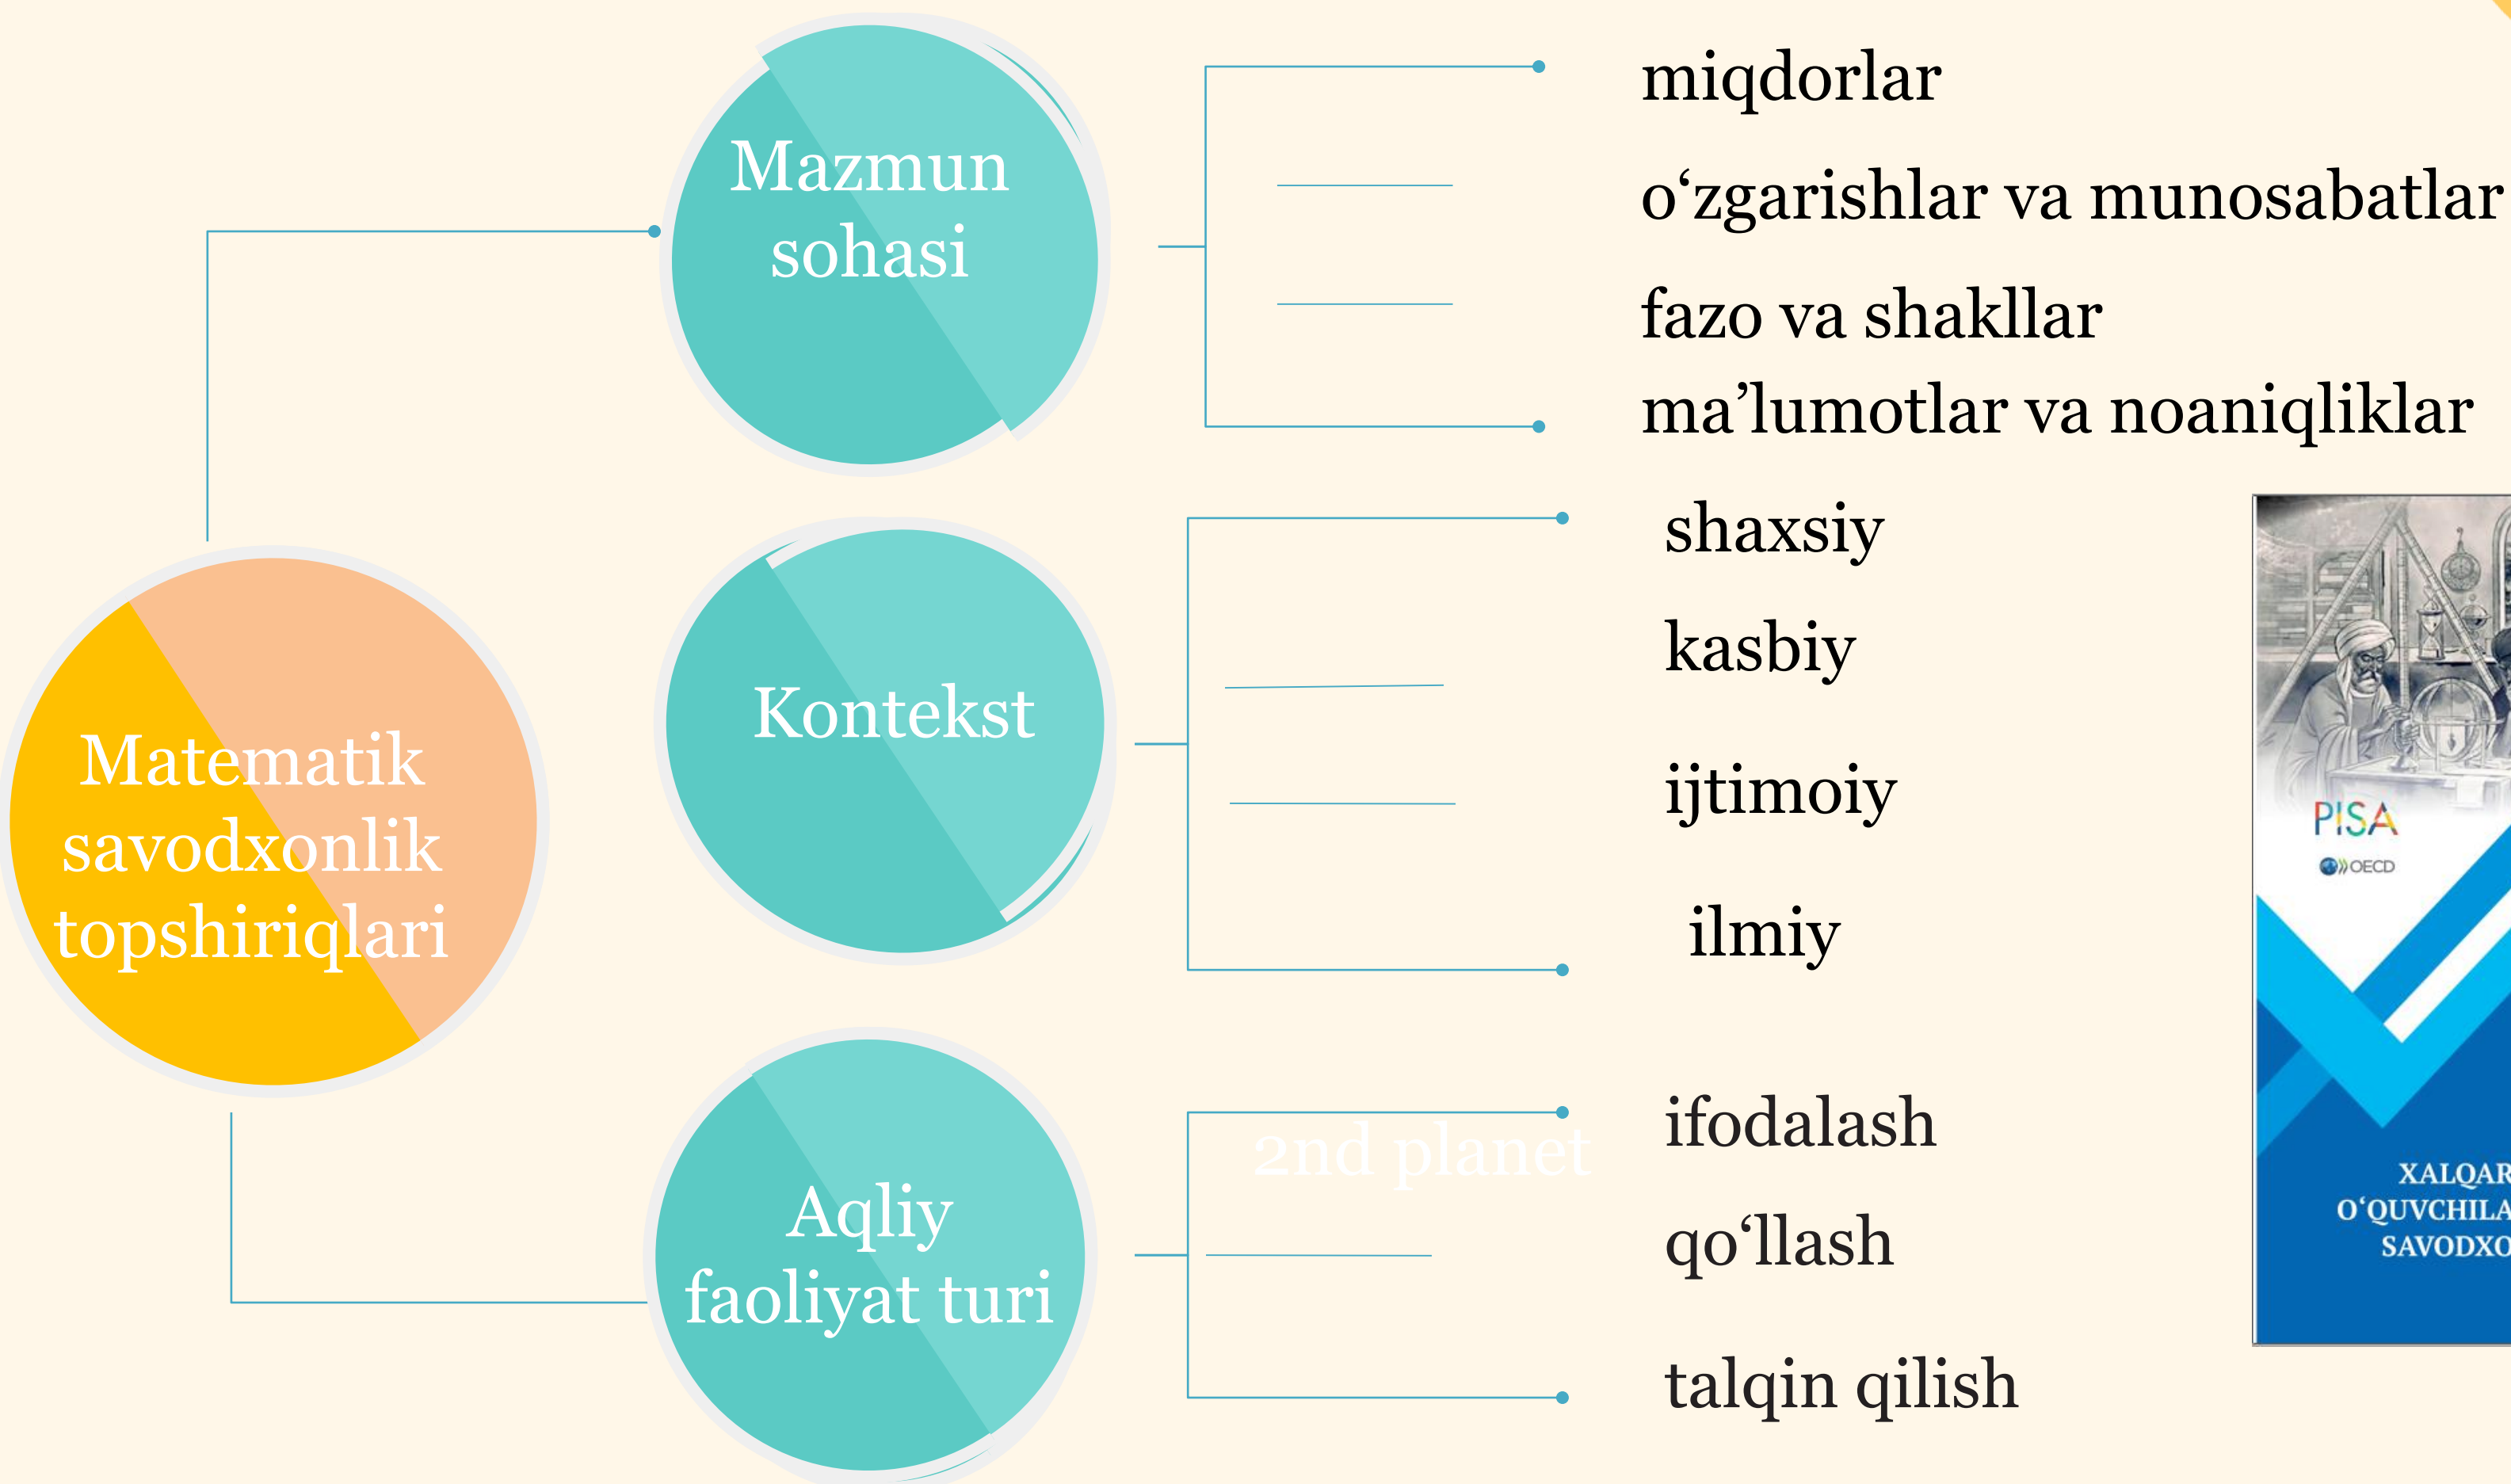 Mazmun
sohasi
miqdorlar
o‘zgarishlar va munosabatlar
fazo va shakllar
ma’lumotlar va noaniqliklar
Matematik
savodxonlik
topshiriqlari
Kontekst
shaxsiy
kasbiy
ijtimoiy
ilmiy
Aqliy
faoliyat turi
2nd planet
ifodalash
qo‘llash
talqin qilish
PISA
OECD